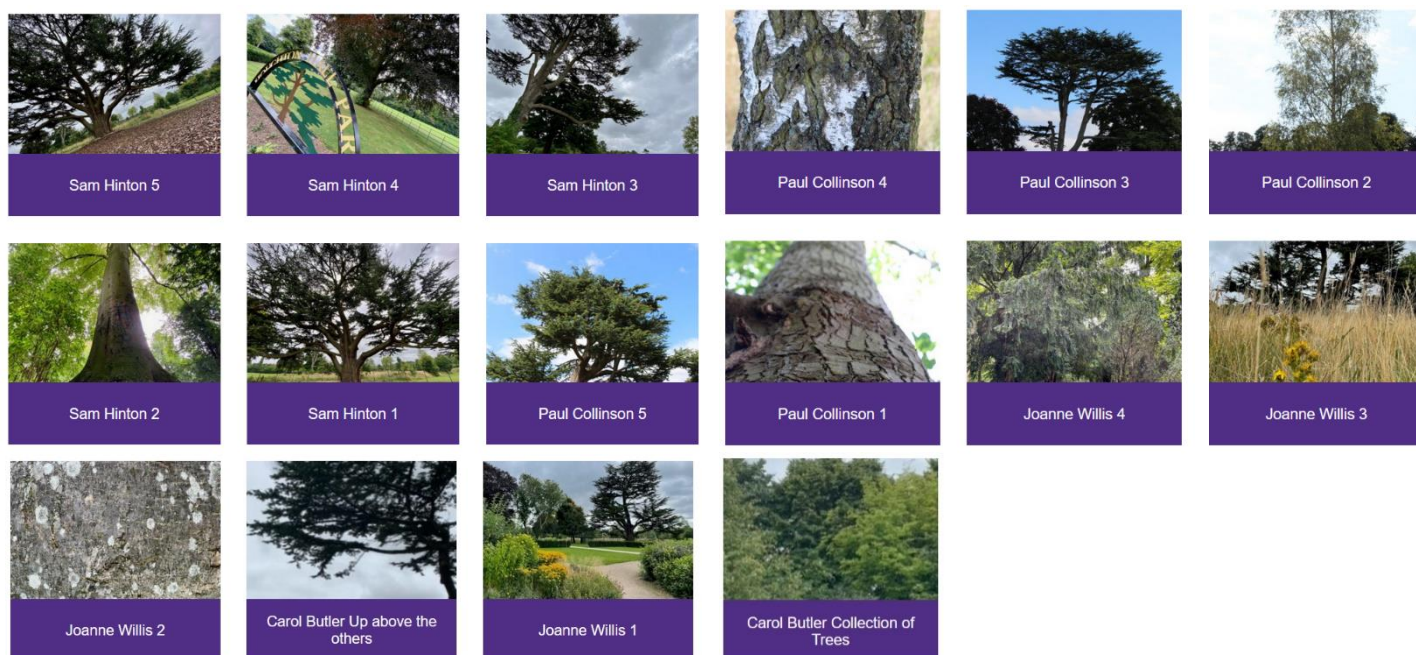 Sam Hinton 5
Sam Hinton 4
Sam Hinton 3
Paul Collinson 4
Paul Collinson 3
Paul Collinson 2
Sam Hinton 2
Sam Hinton 1
Paul Collinson 5
Paul Collinson 1
Joanne Willis 4
Joanne Willis 3
Joanne Willis 2
Carol Butler Up above the
others
Joanne Willis 1
Carol Butler Collection of
Trees